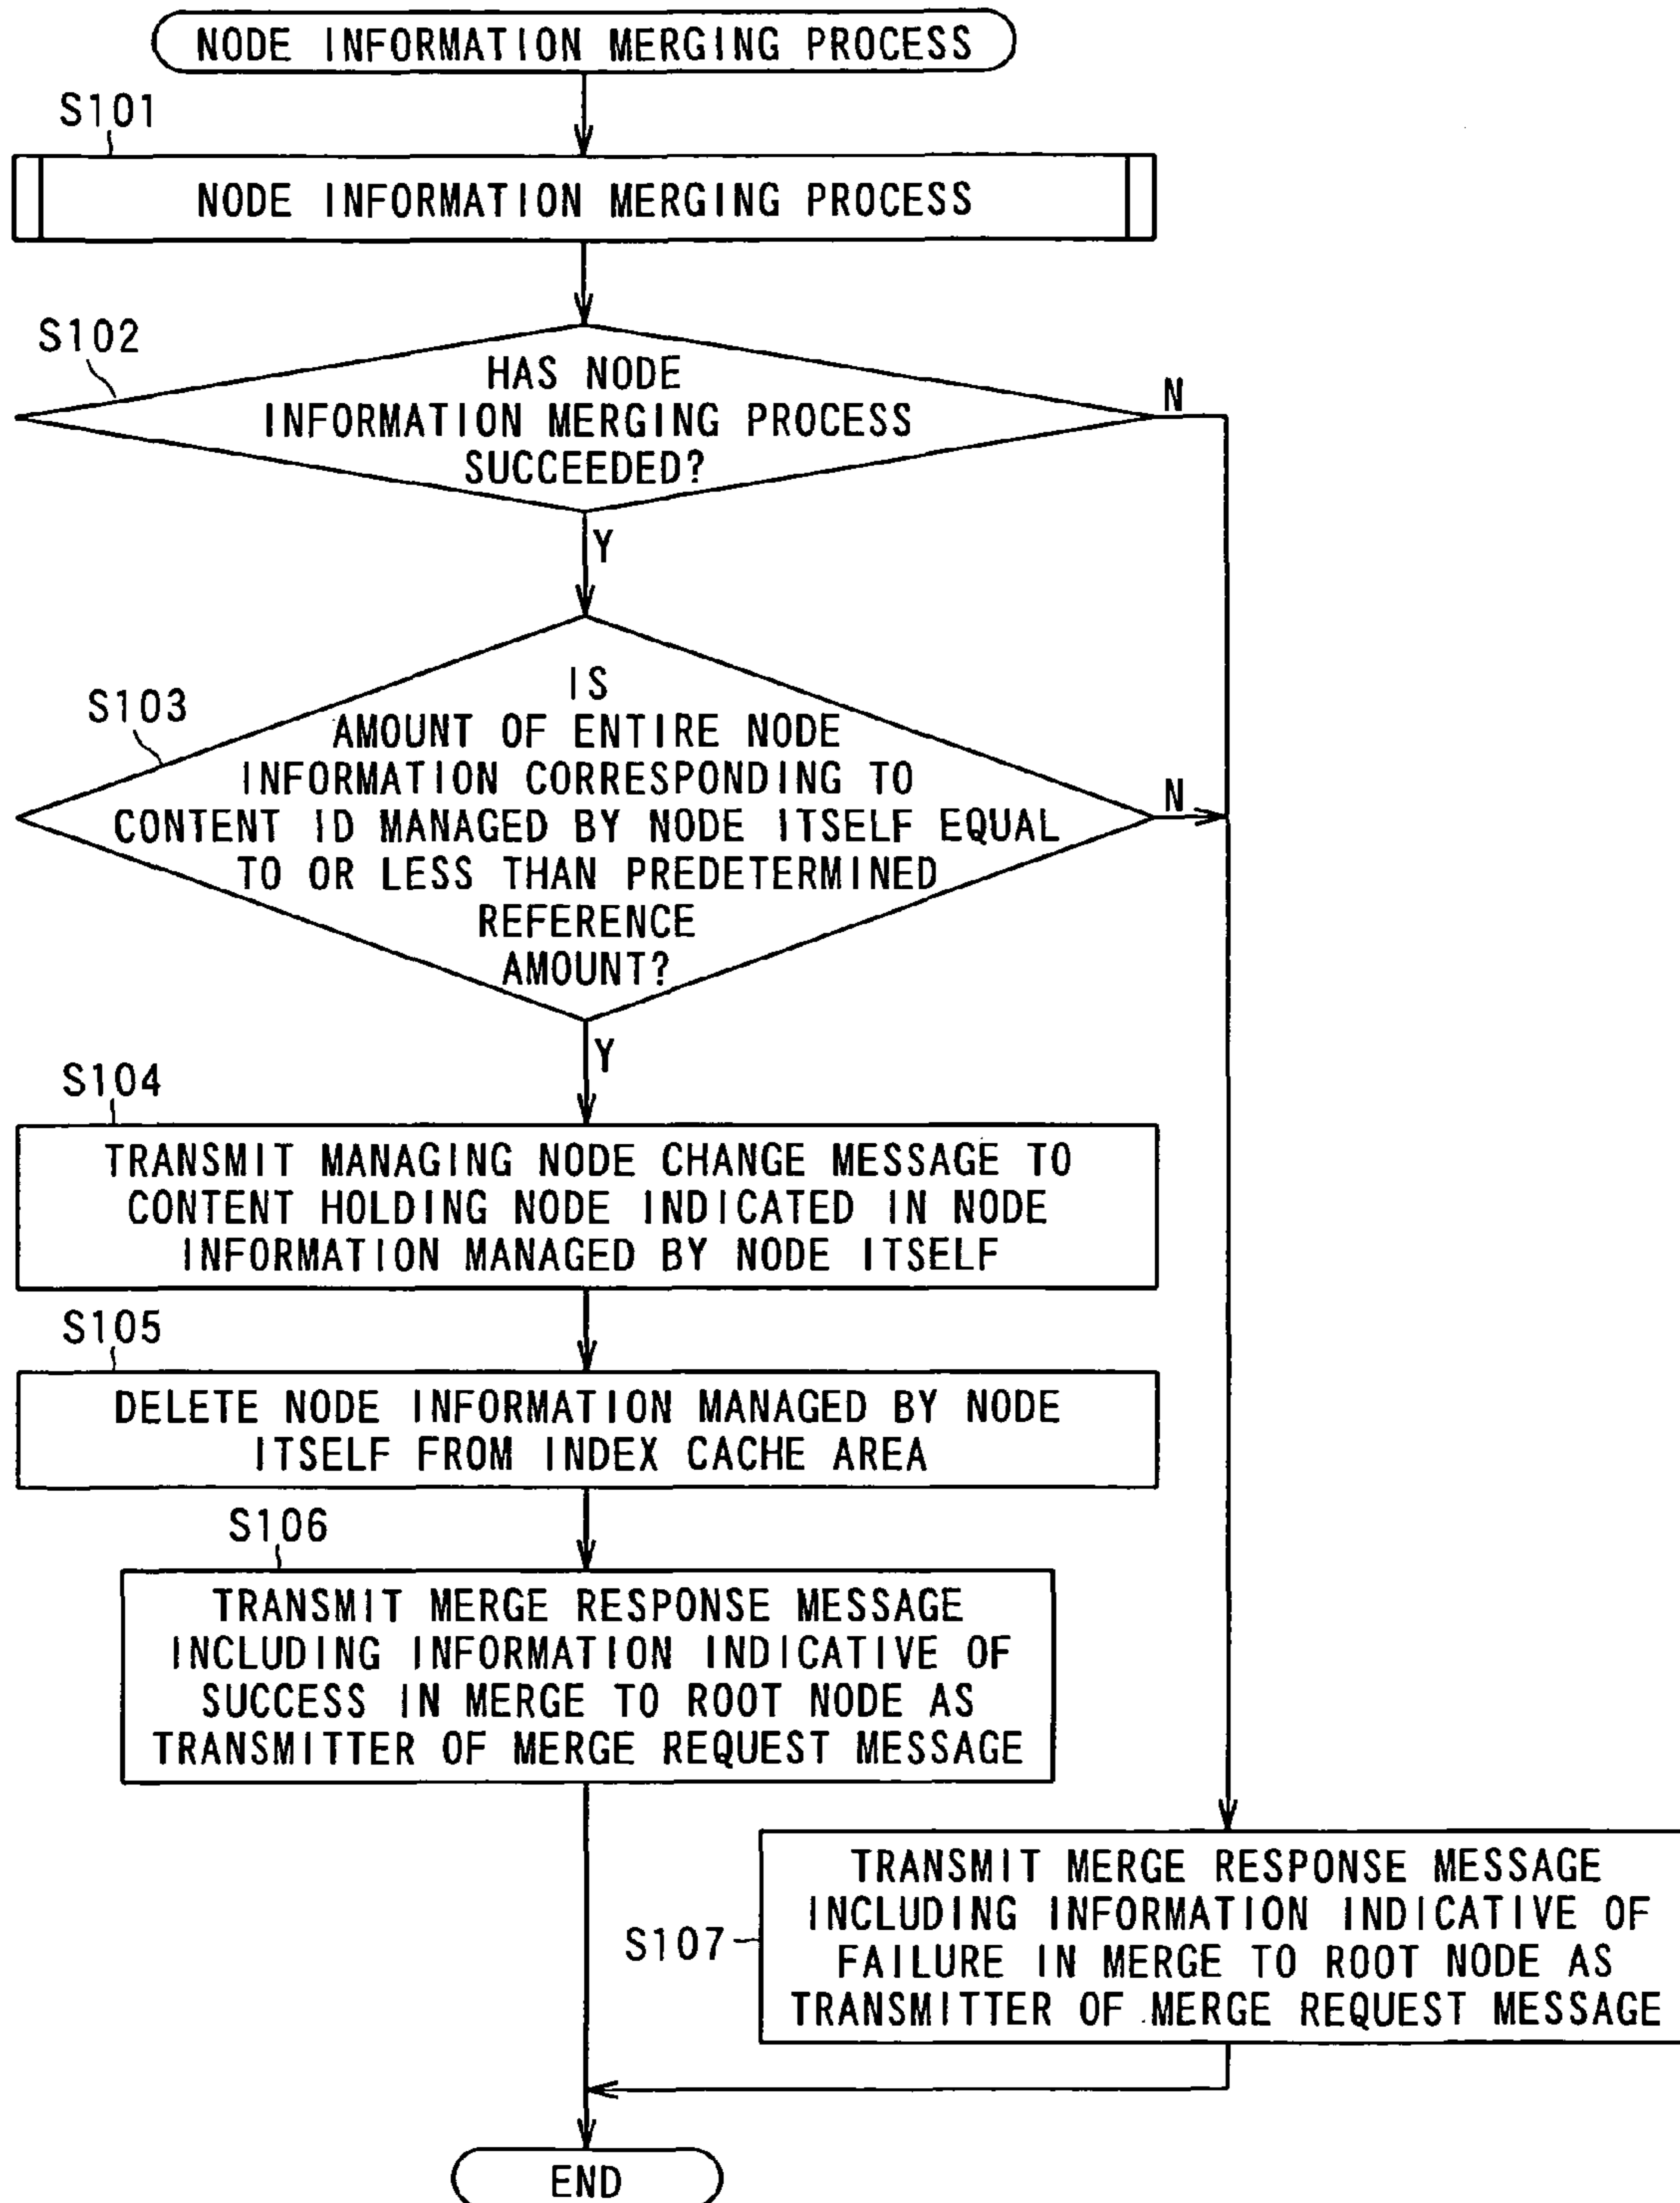 NODE INFORMATION MERGING PROCESS
S101
NODE INFORMATION MERGING PROCESS
S102
HAS NODE
INFORMATION MERGING PROCESS
SUCCEEDED?
N
Y
S103
IS
AMOUNT OF ENTIRE NODE
INFORMATION CORRESPONDING TO
CONTENT ID MANAGED BY NODE ITSELF EQUAL
TO OR LESS THAN PREDETERMINED
REFERENCE
AMOUNT?
N
Y
S104
TRANSMIT MANAGING NODE CHANGE MESSAGE TO
CONTENT HOLDING NODE INDICATED IN NODE
INFORMATION MANAGED BY NODE ITSELF
S105
DELETE NODE INFORMATION MANAGED BY NODE
ITSELF FROM INDEX CACHE AREA
S106
TRANSMIT MERGE RESPONSE MESSAGE
INCLUDING INFORMATION INDICATIVE OF
SUCCESS IN MERGE TO ROOT NODE AS
TRANSMITTER OF MERGE REQUEST MESSAGE
S107
TRANSMIT MERGE RESPONSE MESSAGE
INCLUDING INFORMATION INDICATIVE OF
FAILURE IN MERGE TO ROOT NODE AS
TRANSMITTER OF MERGE REQUEST MESSAGE
END